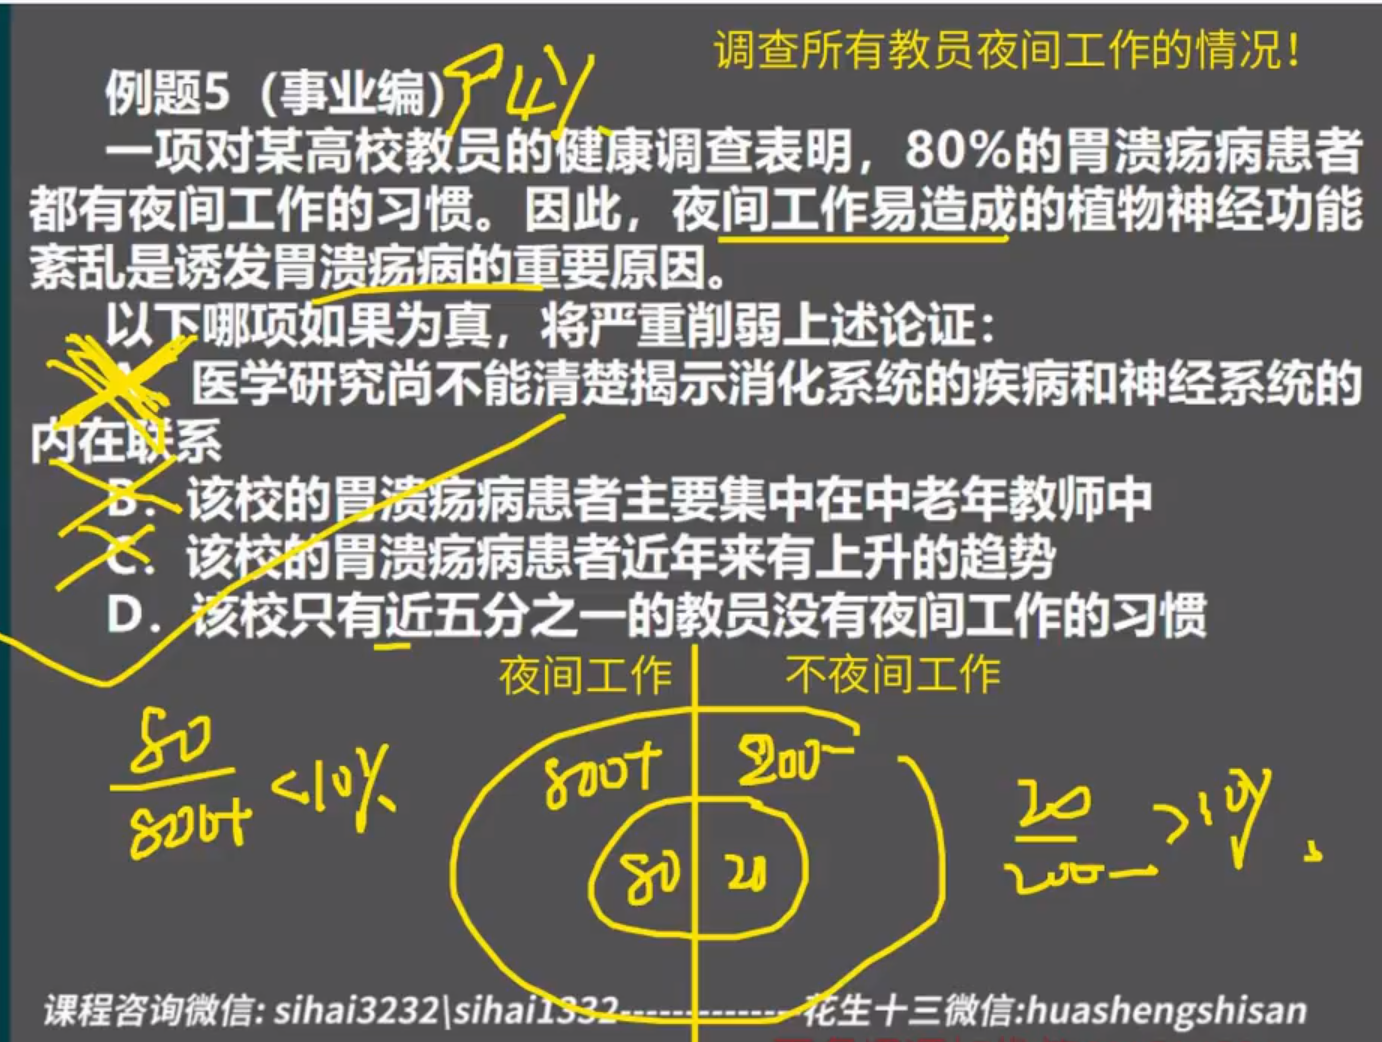 调查所有教员夜间工作的情况！
例题5（事业编）
一项对某高校教员的健康调查表明，80%的胃溃疡病患者
都有夜间工作的习惯。因此，夜间工作易造成的植物神经功能
紊乱是诱发胃溃疡病的重要原因。
以下哪项如果为真，将严重削弱上述论证：
医学研究尚不能清楚揭示消化系统的疾病和神经系统的
内在联系
B．该校的胃溃疡病患者主要集中在中老年教师中
C．该校的胃溃疡病患者近年来有上升的趋势
D．该校只有近五分之一的教员没有夜间工作的习惯
夜间工作 不夜间工作
800+ 200-
80
800+
<10%
80 20
20
200-
>10%
课程咨询微信: sihai3232\sihai1332--------------花生十三微信:huashengshisan